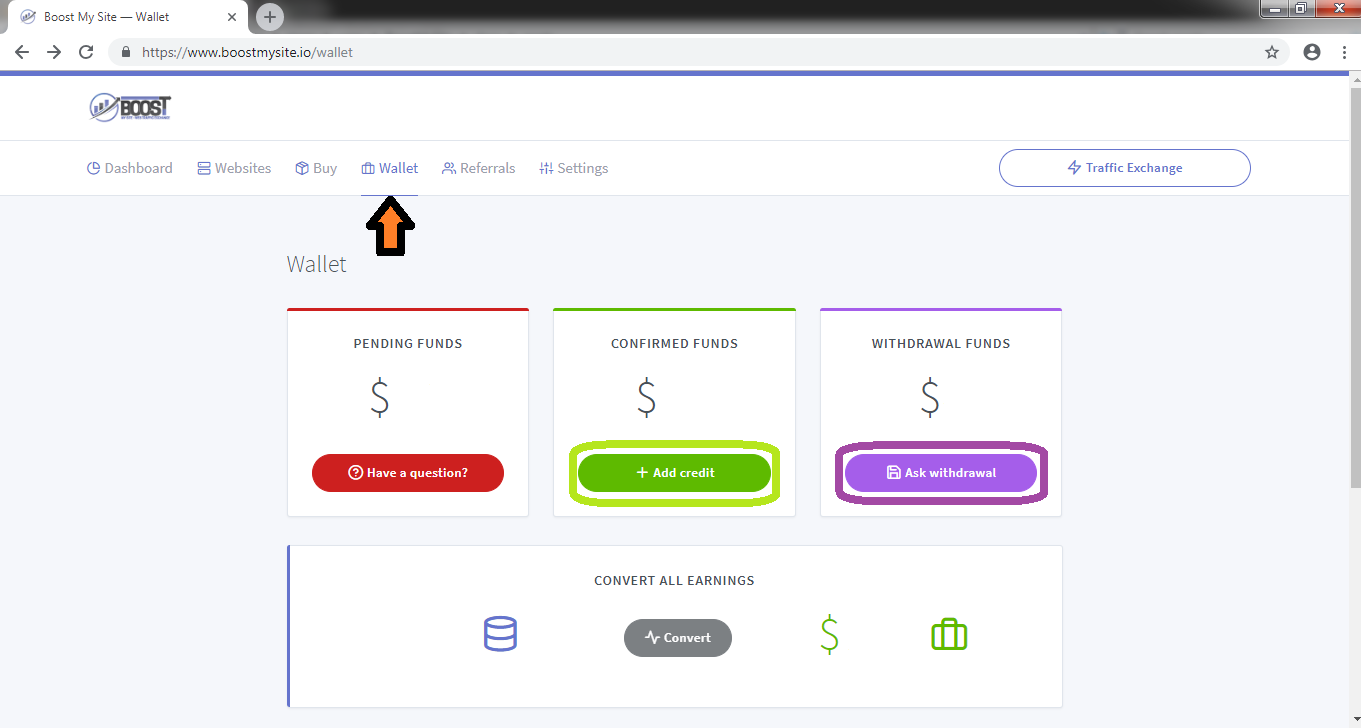 Boost My Site — Wallet
https://www.boostmysite.io/wallet
BOOST
Dashboard Websites Buy Wallet Referrals Settings Traffic Exchange
Wallet
PENDING FUNDS CONFIRMED FUNDS WITHDRAWAL FUNDS
$ $ $
Have a question? + Add credit Ask withdrawal
CONVERT ALL EARNINGS
Convert $